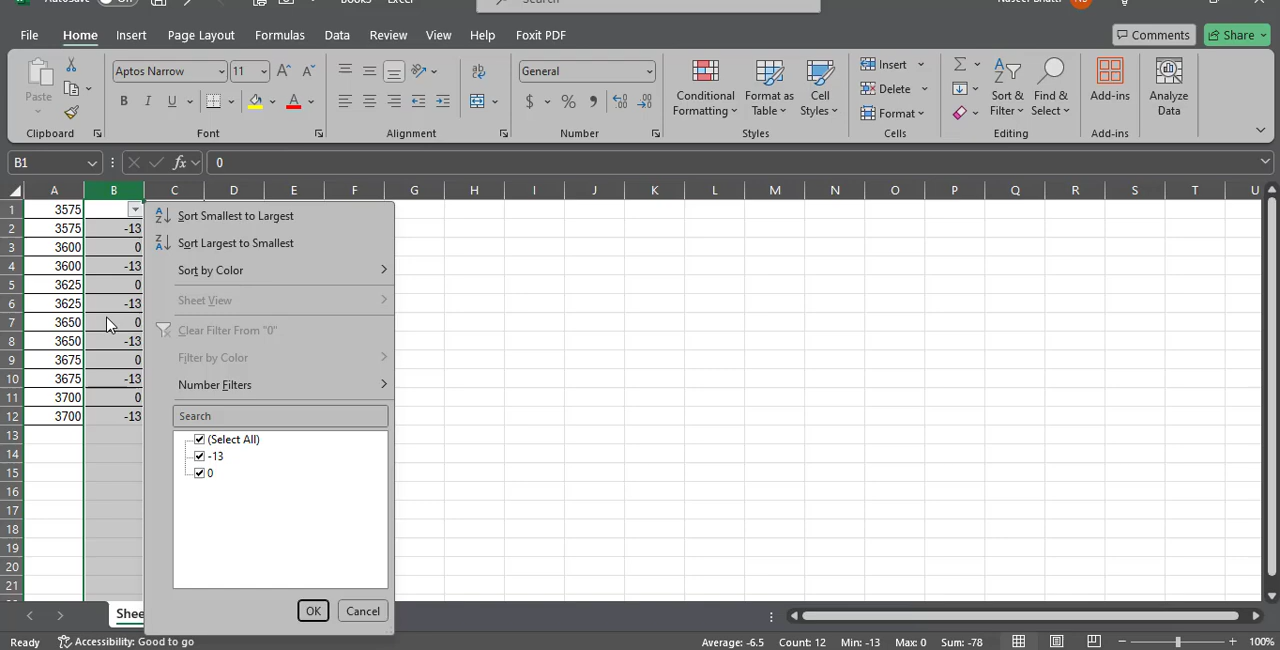 File Home Insert Page Layout Formulas Data Review View Help Foxit PDF Comments Share
Paste Aptos Narrow 11 B I U A General $ % Conditional Formatting Format as Table Cell Styles Insert Delete Format Sort & Filter Find & Select Add-ins Analyze Data
Clipboard Font Alignment Number Styles Cells Editing Add-ins
B1 fx 0
A B C D E F G H I J K L M N O P Q R S T U
1 3575
2 3575 -13
3 3600 0
4 3600 -13
5 3625 0
6 3625 -13
7 3650 0
8 3650 -13
9 3675 0
10 3675 -13
11 3700 0
12 3700 -13
13
14
15
16
17
18
19
20
21
Sort Smallest to Largest
Sort Largest to Smallest
Sort by Color
Sheet View
Clear Filter From "0"
Filter by Color
Number Filters
Search
(Select All)
-13
0
OK Cancel
Ready Accessibility: Good to go Average: -6.5 Count: 12 Min: -13 Max: 0 Sum: -78 100%